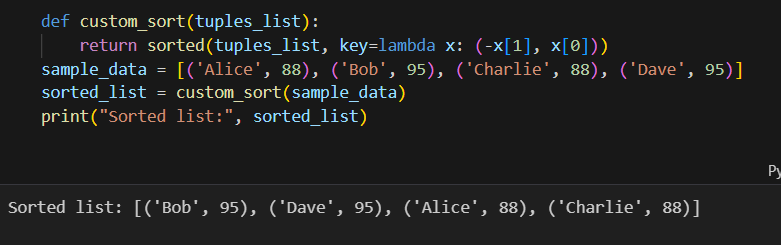 def custom_sort(tuples_list):
    return sorted(tuples_list, key=lambda x: (-x[1], x[0]))
sample_data = [('Alice', 88), ('Bob', 95), ('Charlie', 88), ('Dave', 95)]
sorted_list = custom_sort(sample_data)
print("Sorted list:", sorted_list)
Py
Sorted list: [('Bob', 95), ('Dave', 95), ('Alice', 88), ('Charlie', 88)]